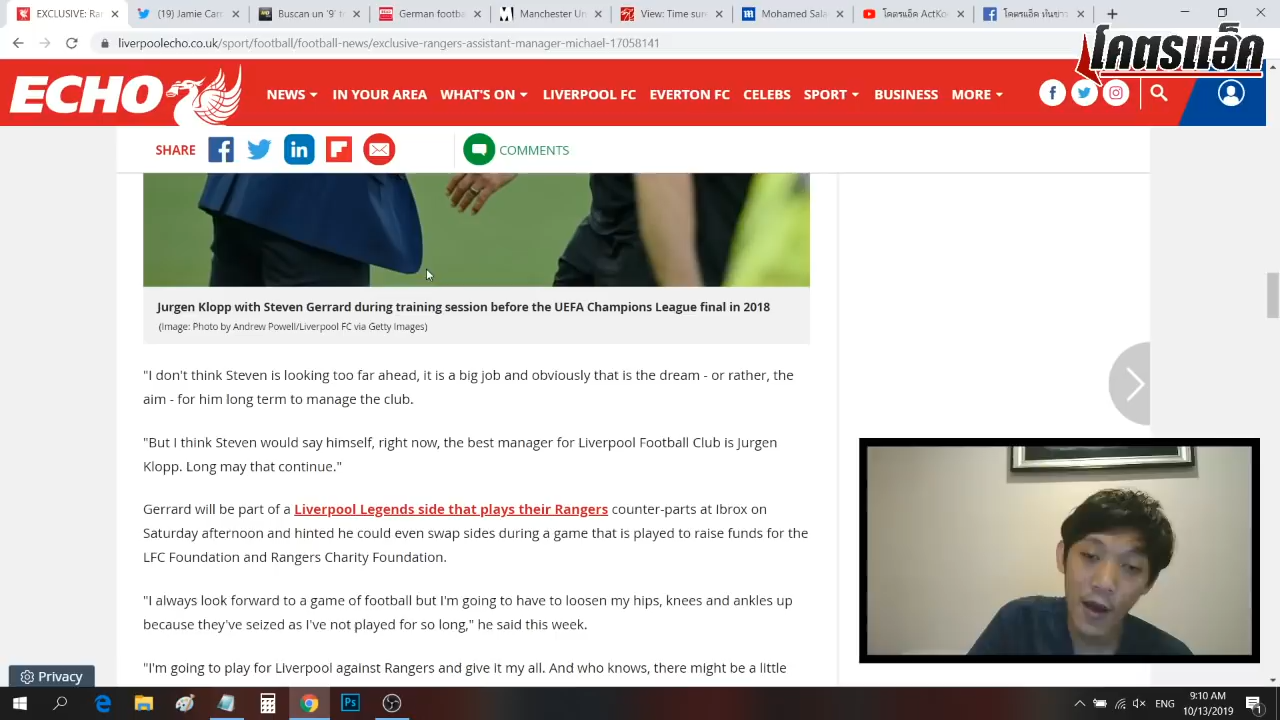 EXCLUSIVE: Ra
(19) Jamie Car
Buscan un '9' t
German footba
Manchester Un
View: Time sure
Mohamed Sala
โคตรแอ็ค ActKo
โคตรแอ็ค ทันข่าว
liverpoolecho.co.uk/sport/football/football-news/exclusive-rangers-assistant-manager-michael-17058141
โคตรแอ็ค
ECHO
NEWS
IN YOUR AREA
WHAT'S ON
LIVERPOOL FC
EVERTON FC
CELEBS
SPORT
BUSINESS
MORE
SHARE
COMMENTS
Jurgen Klopp with Steven Gerrard during training session before the UEFA Champions League final in 2018
(Image: Photo by Andrew Powell/Liverpool FC via Getty Images)
"I don't think Steven is looking too far ahead, it is a big job and obviously that is the dream - or rather, the
aim - for him long term to manage the club.
"But I think Steven would say himself, right now, the best manager for Liverpool Football Club is Jurgen
Klopp. Long may that continue."
Gerrard will be part of a Liverpool Legends side that plays their Rangers counter-parts at Ibrox on
Saturday afternoon and hinted he could even swap sides during a game that is played to raise funds for the
LFC Foundation and Rangers Charity Foundation.
"I always look forward to a game of football but I'm going to have to loosen my hips, knees and ankles up
because they've seized as I've not played for so long," he said this week.
"I'm going to play for Liverpool against Rangers and give it my all. And who knows, there might be a little
Privacy
ENG
9:10 AM
10/13/2019